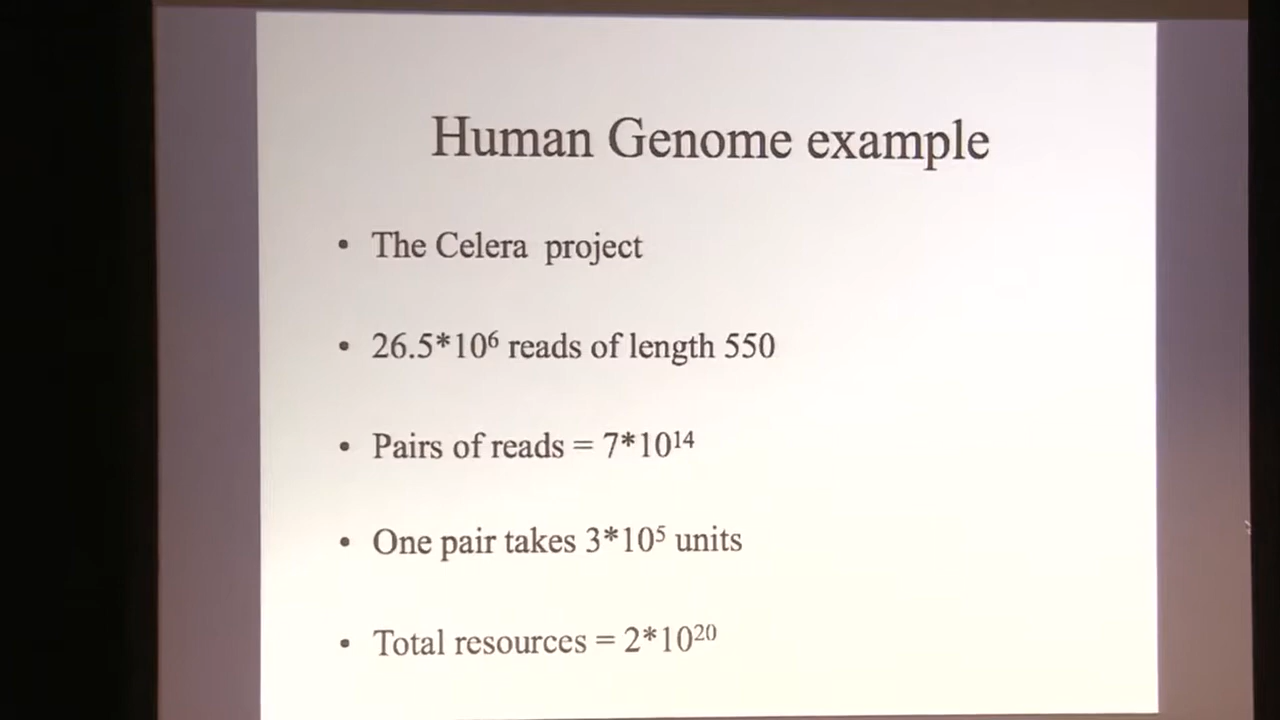 Human Genome example
• The Celera project
• 26.5*10⁶ reads of length 550
• Pairs of reads = 7*10¹⁴
• One pair takes 3*10⁵ units
• Total resources = 2*10²⁰